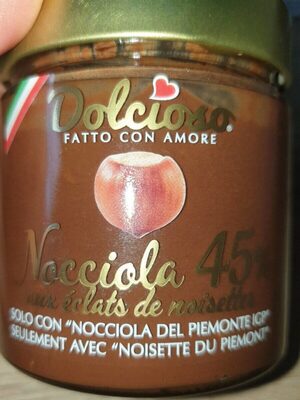 Dolcioso®
FATTO CON AMORE
Nocciola 45%
aux éclats de noisettes
SOLO CON "NOCCIOLA DEL PIEMONTE IGP"
SEULEMENT AVEC "NOISETTE DU PIEMONT"